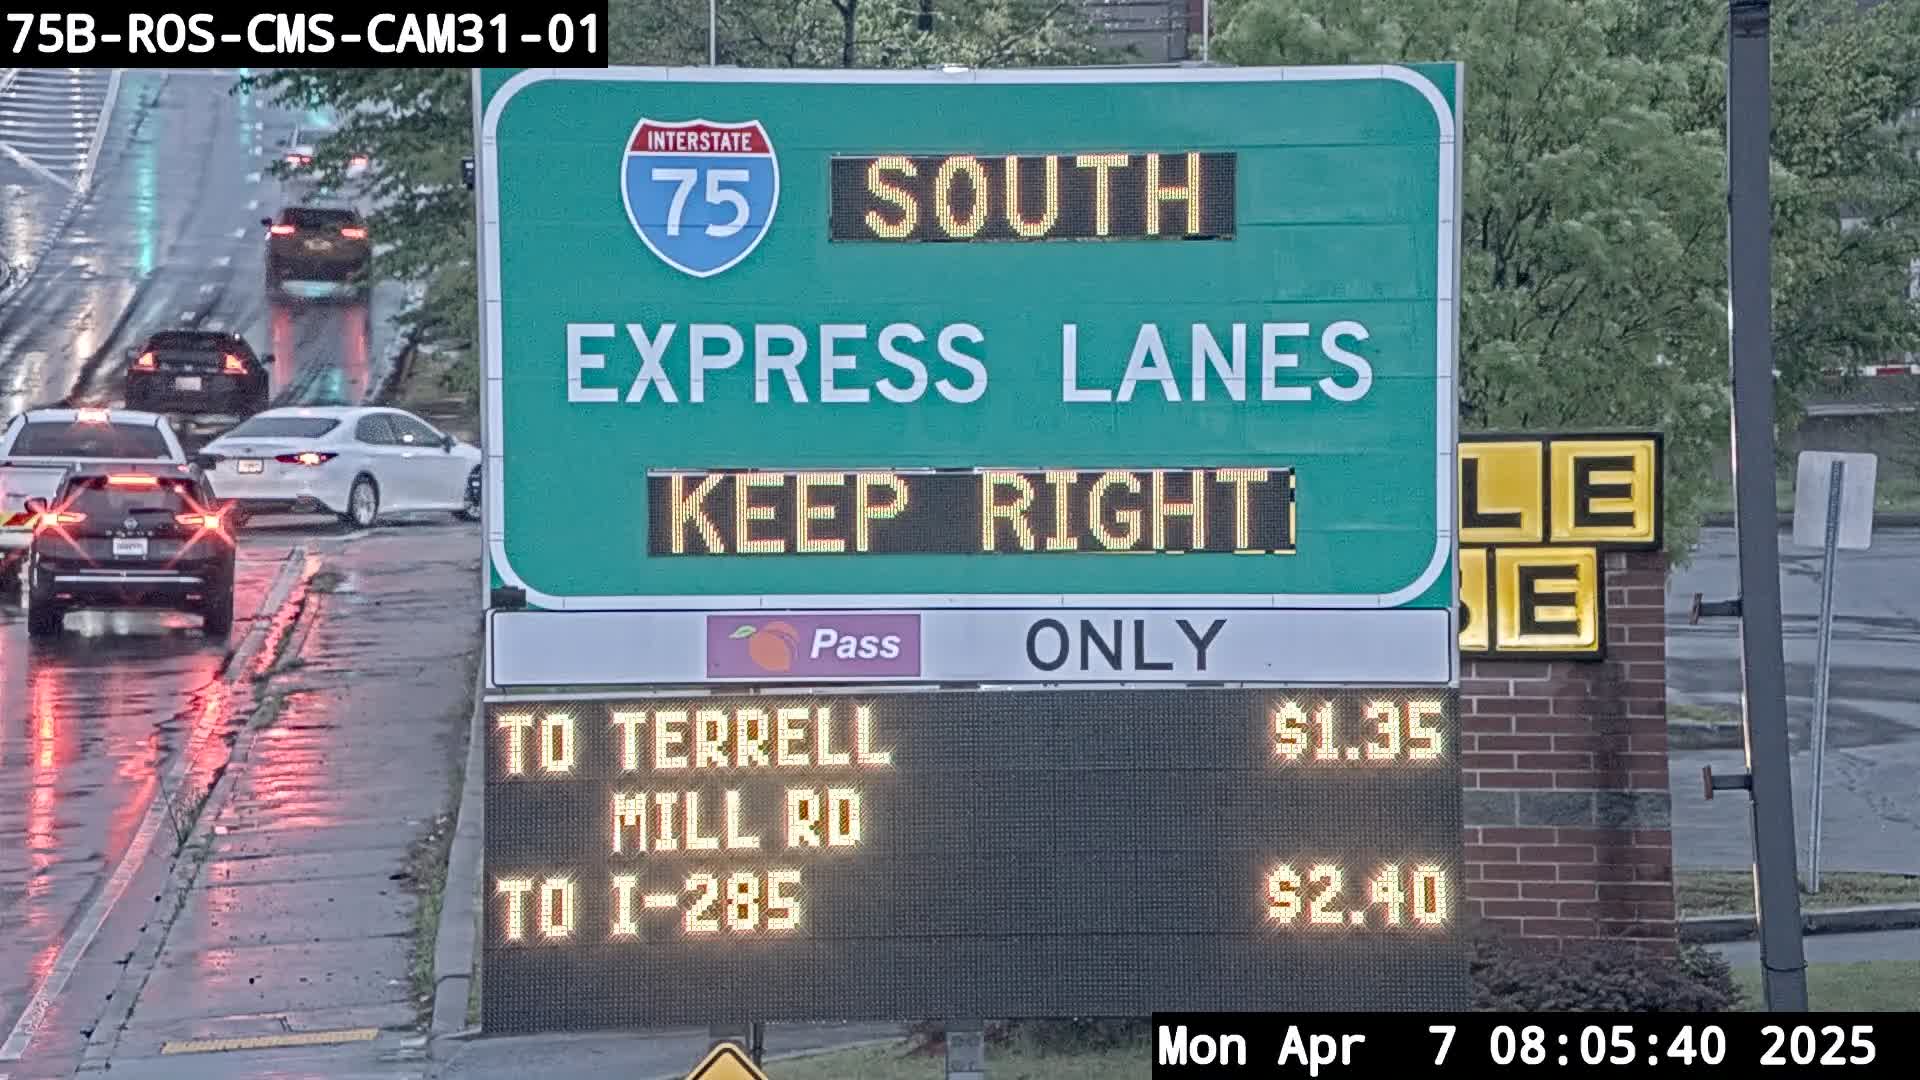 75B-ROS-CMS-CAM31-01
INTERSTATE
75
SOUTH
EXPRESS LANES
KEEP RIGHT
Pass ONLY
LE
E
TO TERRELL $1.35
MILL RD
TO I-285 $2.40
Mon Apr 7 08:05:40 2025